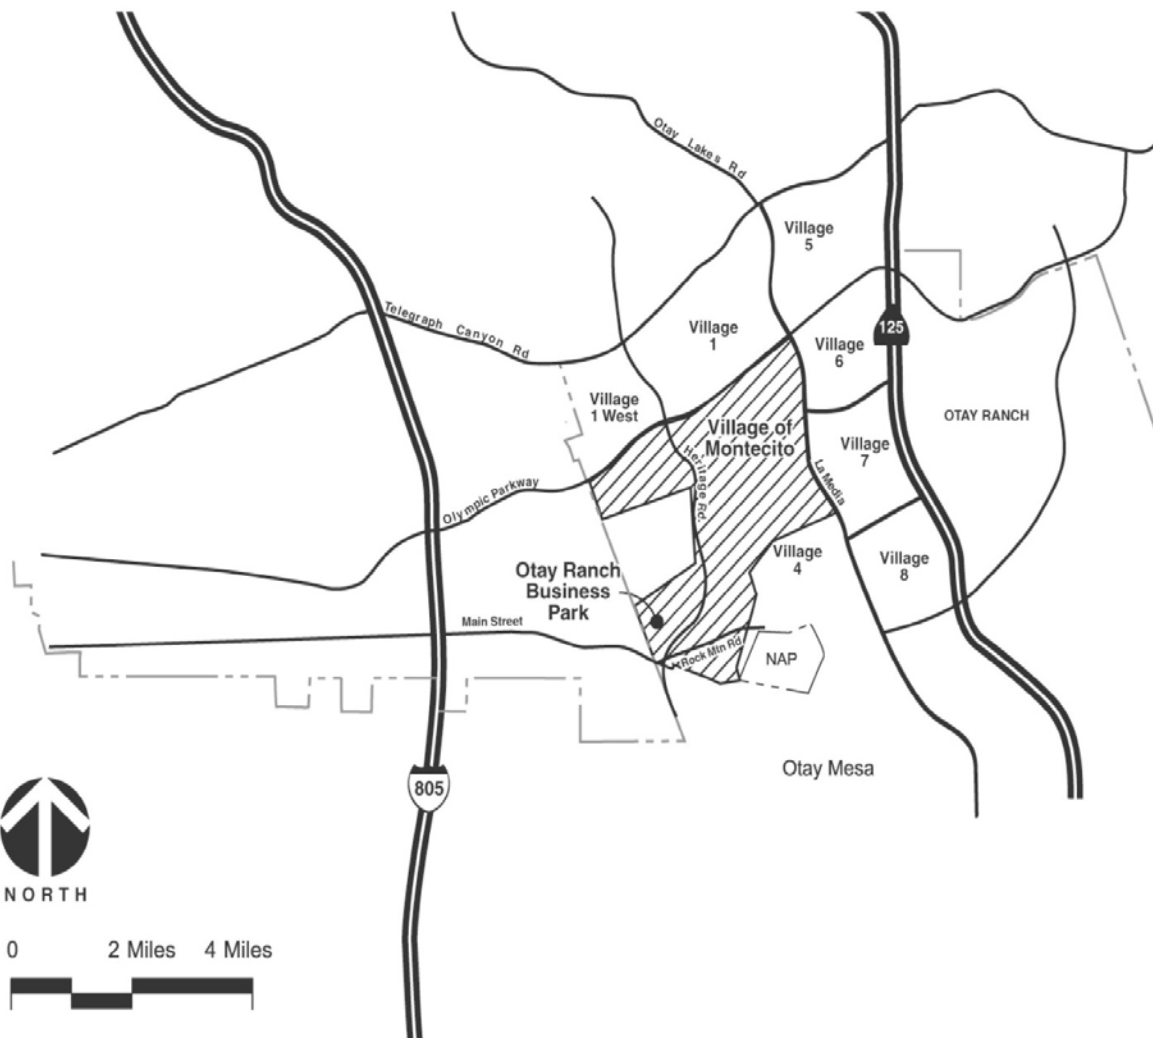 Otay Lakes Rd
Village
5
Telegraph Canyon Rd
125
Village
1
Village
6
Village
1 West
OTAY RANCH
Village of
Montecito
Village
7
Heritage Rd.
La Media
Olympic Parkway
Village
4
Village
8
Otay Ranch
Business
Park
Main Street
Rock Mtn Rd
NAP
Otay Mesa
805
NORTH
0 2 Miles 4 Miles